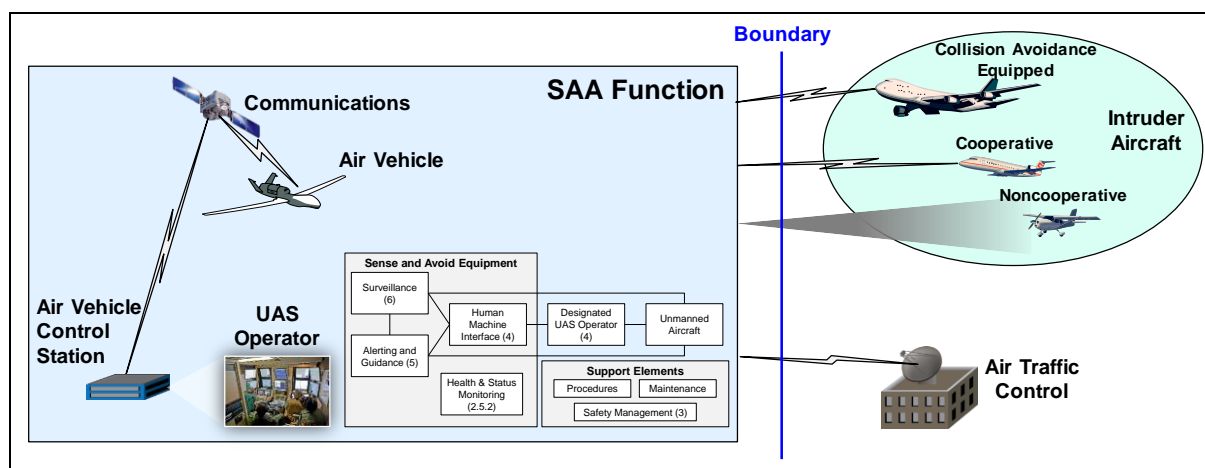 Boundary
SAA Function
Collision Avoidance
Equipped
Intruder
Aircraft
Cooperative
Noncooperative
Communications
Air Vehicle
Air Vehicle
Control
Station
UAS
Operator
Sense and Avoid Equipment
Surveillance
(6)
Human
Machine
Interface (4)
Designated
UAS Operator
(4)
Unmanned
Aircraft
Alerting and
Guidance (5)
Health & Status
Monitoring
(2.5.2)
Support Elements
Procedures
Maintenance
Safety Management (3)
Air Traffic
Control